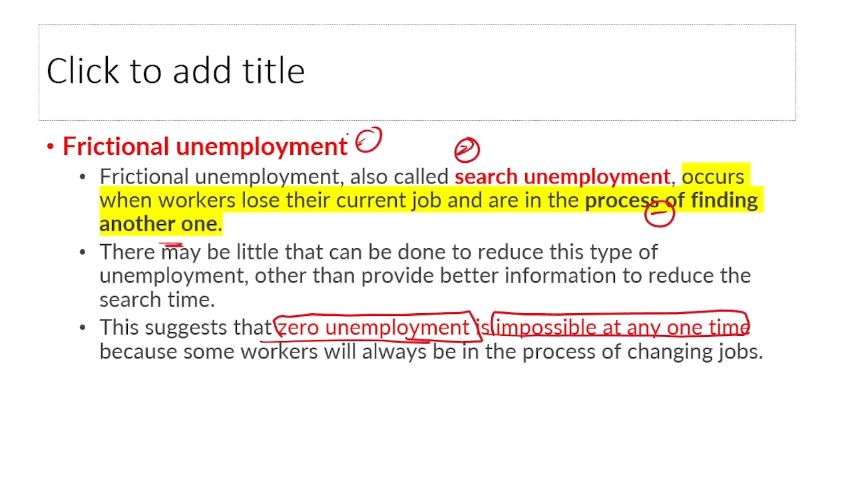 Click to add title
• Frictional unemployment
• Frictional unemployment, also called search unemployment, occurs
when workers lose their current job and are in the process of finding
another one.
• There may be little that can be done to reduce this type of
unemployment, other than provide better information to reduce the
search time.
• This suggests that zero unemployment is impossible at any one time
because some workers will always be in the process of changing jobs.